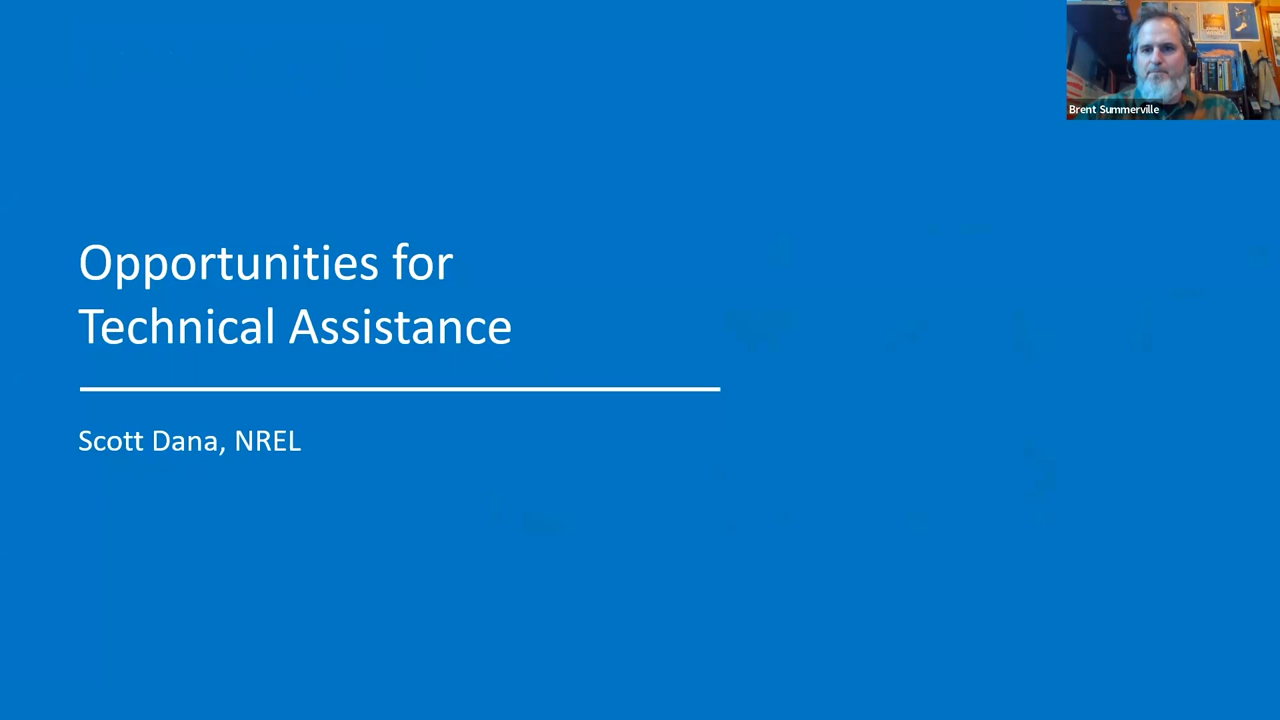 Brent Summerville
Opportunities for
Technical Assistance
Scott Dana, NREL